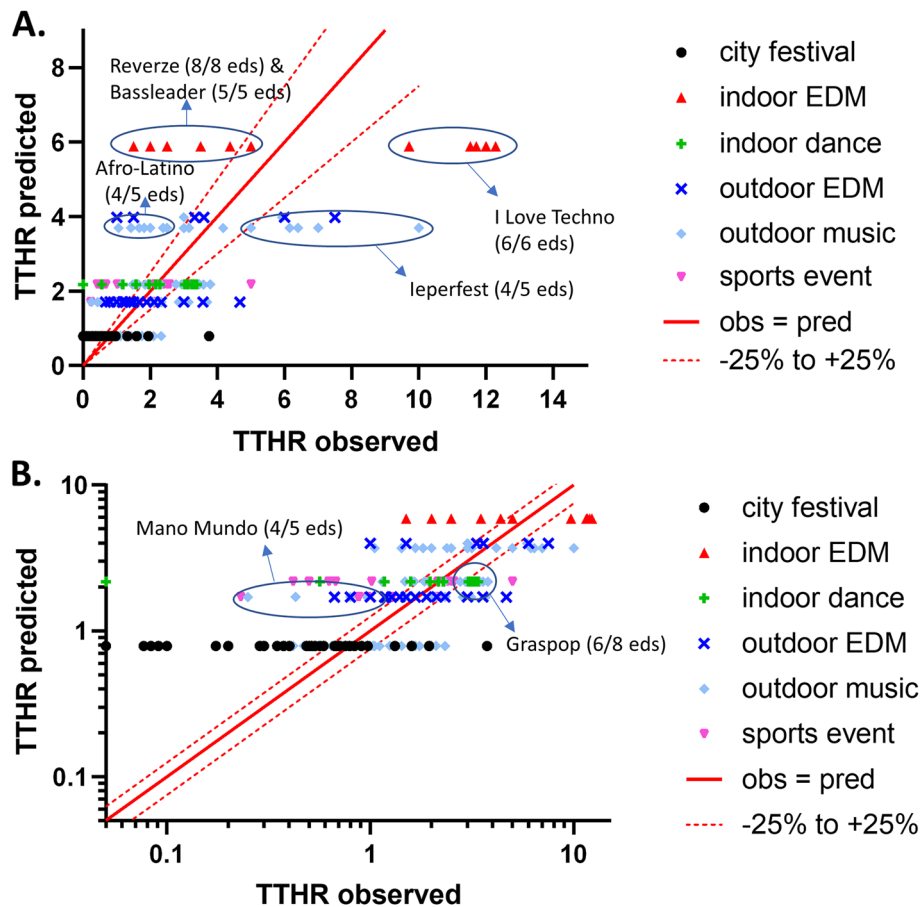 A.
Reverze (8/8 eds) &
Bassleader (5/5 eds)
Afro-Latino
(4/5 eds)
I Love Techno
(6/6 eds)
Ieperfest (4/5 eds)
TTHR predicted
8
6
4
2
0
0 2 4 6 8 10 12 14
TTHR observed
city festival
indoor EDM
indoor dance
outdoor EDM
outdoor music
sports event
obs = pred
-25% to +25%
B.
Mano Mundo (4/5 eds)
Graspop (6/8 eds)
TTHR predicted
10
1
0.1
0.1 1 10
TTHR observed
city festival
indoor EDM
indoor dance
outdoor EDM
outdoor music
sports event
obs = pred
-25% to +25%